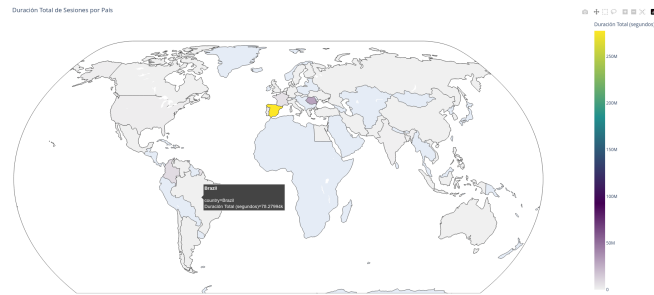 Duración Total de Sesiones por País
Duración Total (segundos)
250M
200M
150M
100M
50M
0
Brazil
country=Brazil
Duración Total (segundos)=70.2796k